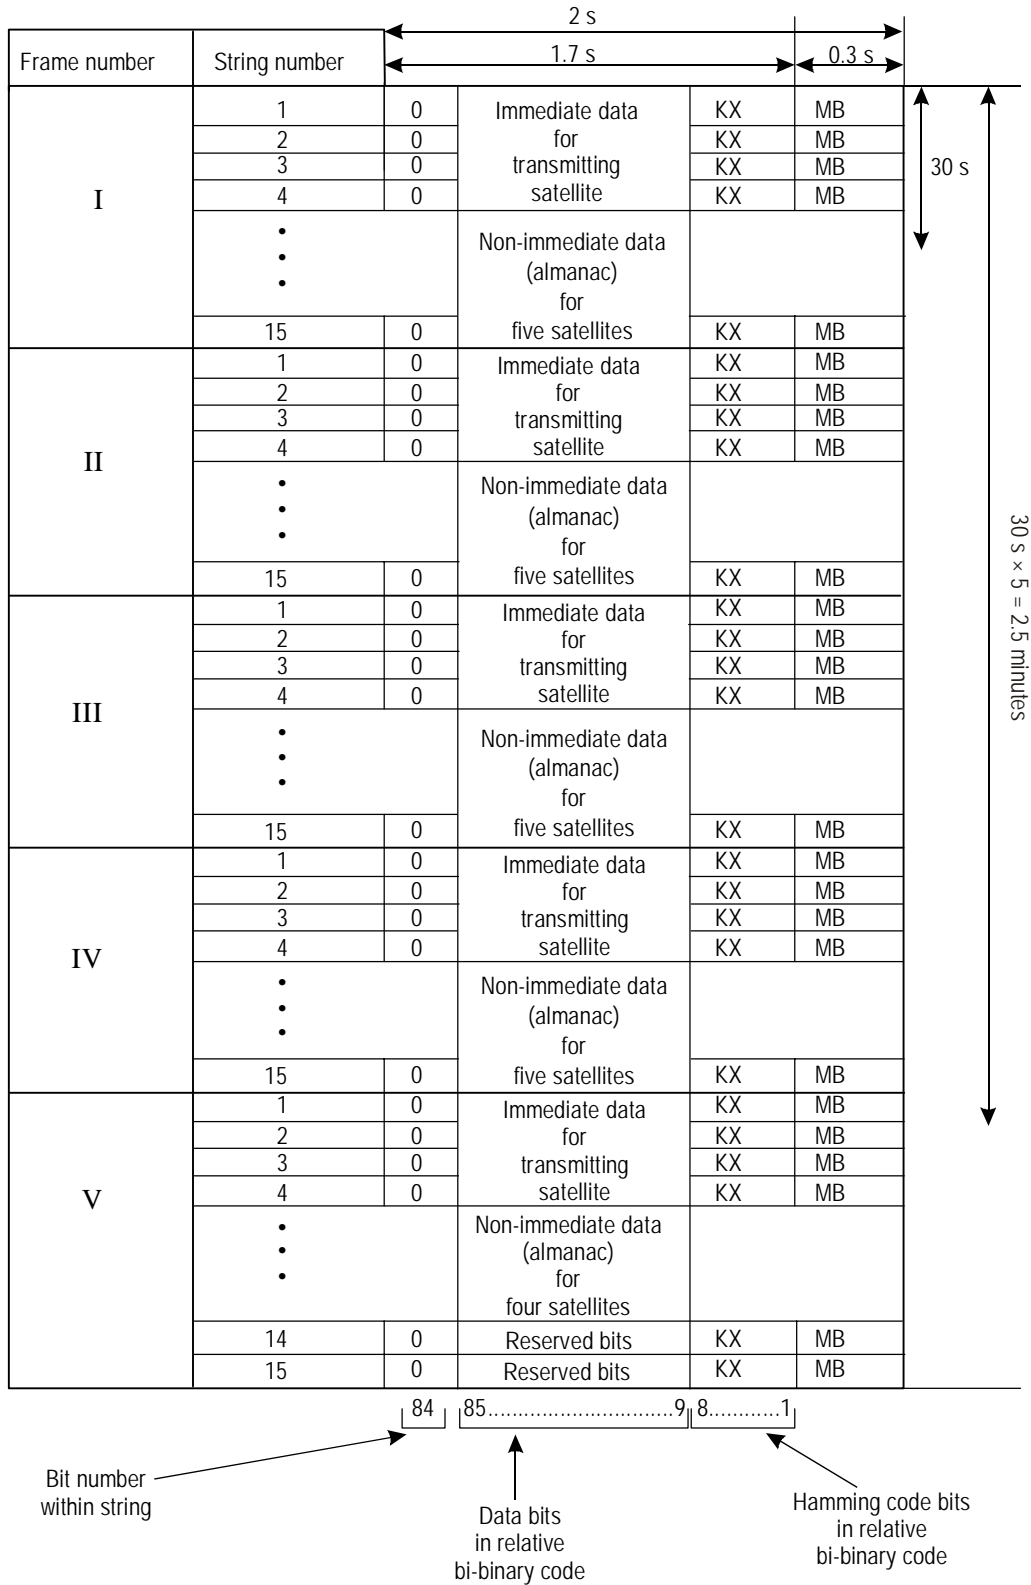 2 s
Frame number String number 1.7 s 0.3 s
1 0 Immediate data KX MB
2 0 for KX MB
3 0 transmitting KX MB 30 s
I 4 0 satellite KX MB
Non-immediate data
(almanac)
for
15 0 five satellites KX MB
1 0 Immediate data KX MB
2 0 for KX MB
3 0 transmitting KX MB
II 4 0 satellite KX MB
Non-immediate data
(almanac)
for
15 0 five satellites KX MB
30 s × 5 = 2.5 minutes
1 0 Immediate data KX MB
2 0 for KX MB
3 0 transmitting KX MB
III 4 0 satellite KX MB
Non-immediate data
(almanac)
for
15 0 five satellites KX MB
1 0 Immediate data KX MB
2 0 for KX MB
3 0 transmitting KX MB
IV 4 0 satellite KX MB
Non-immediate data
(almanac)
for
15 0 five satellites KX MB
1 0 Immediate data KX MB
2 0 for KX MB
3 0 transmitting KX MB
V 4 0 satellite KX MB
Non-immediate data
(almanac)
for
four satellites
14 0 Reserved bits KX MB
15 0 Reserved bits KX MB
84 85.............................9 8............1
Bit number
within string
Data bits
in relative
bi-binary code
Hamming code bits
in relative
bi-binary code